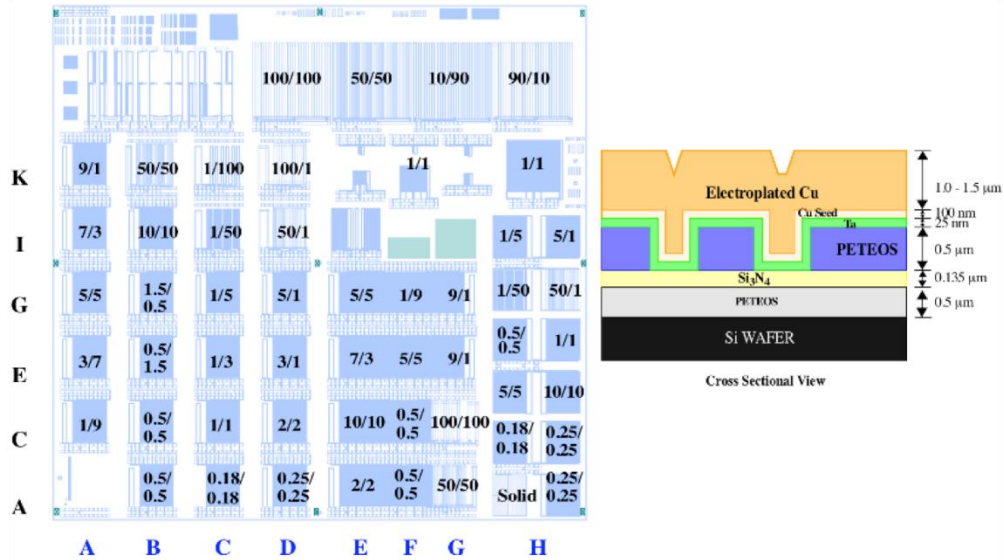 100/100 50/50 10/90 90/10
K 9/1 50/50 1/100 100/1 1/1 1/1
I 7/3 10/10 1/50 50/1 1/5 5/1
G 5/5 1.5/ 0.5 1/5 5/1 5/5 1/9 9/1 1/50 50/1
E 3/7 0.5/ 1.5 1/3 3/1 7/3 5/5 9/1 0.5/ 0.5 1/1
5/5 10/10
C 1/9 0.5/ 0.5 1/1 2/2 10/10 0.5/ 0.5 100/100 0.18/ 0.18 0.25/ 0.25
A 0.5/ 0.5 0.18/ 0.18 0.25/ 0.25 2/2 0.5/ 0.5 50/50 Solid 0.25/ 0.25
A B C D E F G H
Electroplated Cu
1.0 - 1.5 µm
Cu Seed
100 nm
Ta
25 nm
PETEOS
0.5 µm
Si₃N₄
0.135 µm
PETEOS
0.5 µm
Si WAFER
Cross Sectional View